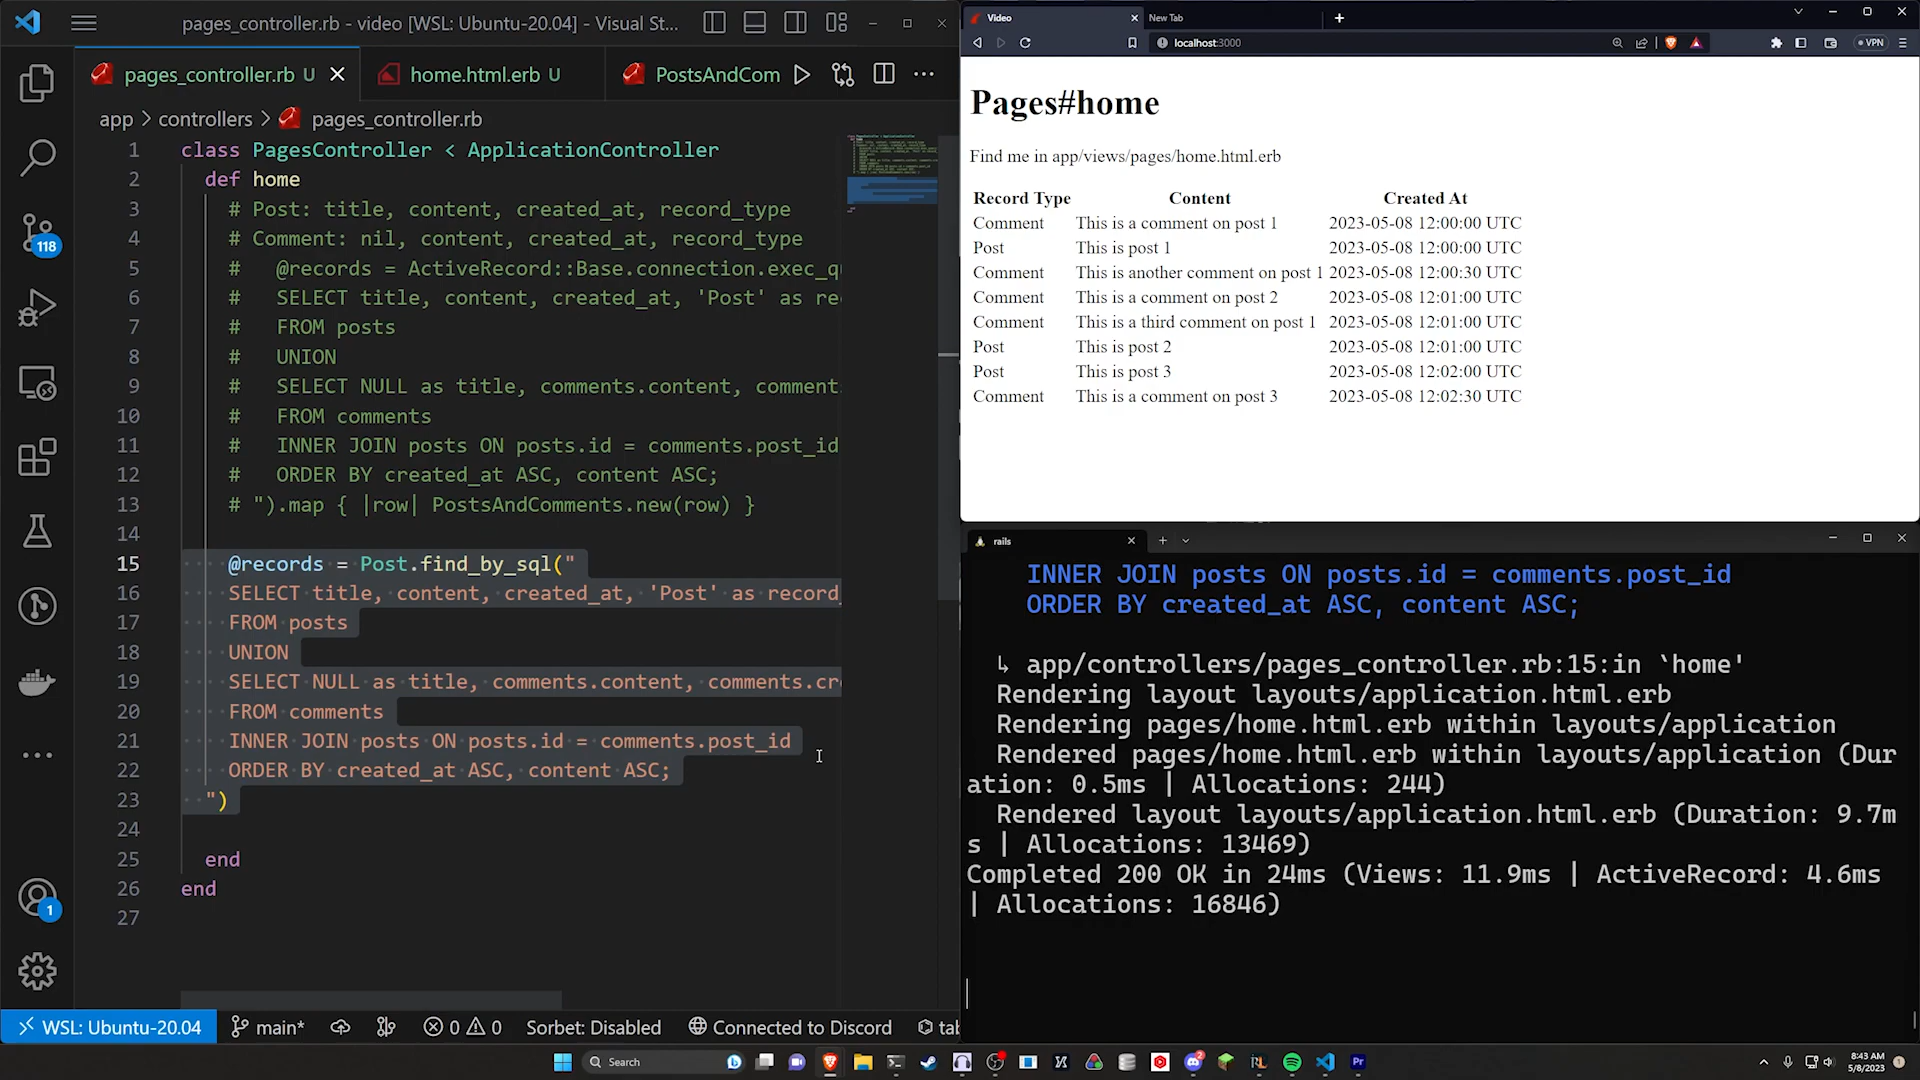 pages_controller.rb - video [WSL: Ubuntu-20.04] - Visual St...
pages_controller.rb U
home.html.erb U
PostsAndCom
app > controllers > pages_controller.rb
1 class PagesController < ApplicationController
2 def home
3 # Post: title, content, created_at, record_type
4 # Comment: nil, content, created_at, record_type
5 # @records = ActiveRecord::Base.connection.exec_qu
6 # SELECT title, content, created_at, 'Post' as re
7 # FROM posts
8 # UNION
9 # SELECT NULL as title, comments.content, comment
10 # FROM comments
11 # INNER JOIN posts ON posts.id = comments.post_id
12 # ORDER BY created_at ASC, content ASC;
13 # ").map { |row| PostsAndComments.new(row) }
14
15 @records = Post.find_by_sql("
16 SELECT title, content, created_at, 'Post' as record_
17 FROM posts
18 UNION
19 SELECT NULL as title, comments.content, comments.cre
20 FROM comments
21 INNER JOIN posts ON posts.id = comments.post_id
22 ORDER BY created_at ASC, content ASC;
23 ")
24
25 end
26 end
27
118
1
WSL: Ubuntu-20.04
main*
0 0
Sorbet: Disabled
Connected to Discord
tab
Video
New Tab
localhost:3000
VPN
Pages#home
Find me in app/views/pages/home.html.erb
Record Type Content Created At
Comment This is a comment on post 1 2023-05-08 12:00:00 UTC
Post This is post 1 2023-05-08 12:00:00 UTC
Comment This is another comment on post 1 2023-05-08 12:00:30 UTC
Comment This is a comment on post 2 2023-05-08 12:01:00 UTC
Comment This is a third comment on post 1 2023-05-08 12:01:00 UTC
Post This is post 2 2023-05-08 12:01:00 UTC
Post This is post 3 2023-05-08 12:02:00 UTC
Comment This is a comment on post 3 2023-05-08 12:02:30 UTC
rails
INNER JOIN posts ON posts.id = comments.post_id
ORDER BY created_at ASC, content ASC;
↳ app/controllers/pages_controller.rb:15:in `home'
Rendering layout layouts/application.html.erb
Rendering pages/home.html.erb within layouts/application
Rendered pages/home.html.erb within layouts/application (Dur
ation: 0.5ms | Allocations: 244)
Rendered layout layouts/application.html.erb (Duration: 9.7m
s | Allocations: 13469)
Completed 200 OK in 24ms (Views: 11.9ms | ActiveRecord: 4.6ms
| Allocations: 16846)
Search
Pr
8:43 AM
5/8/2023